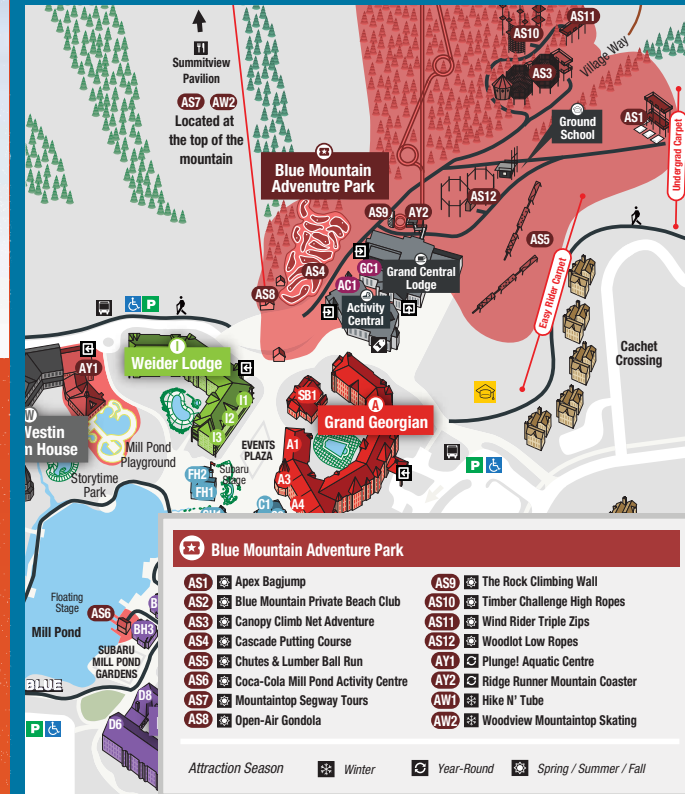 Summitview
Pavilion
AS7 AW2
Located at
the top of the
mountain
AS10
AS11
AS3
Village Way
AS1
Ground
School
Undergrad Carpet
Blue Mountain
Advenutre Park
AS9
AY2
AS12
AS5
AS4
GC1
Grand Central
Lodge
AC1
Activity
Central
AS8
Easy Rider Carpet
Cachet
Crossing
P
I
Weider Lodge
AY1
I1
I2
I3
SB1
A
Grand Georgian
A1
A3
A4
W
Westin
House
Mill Pond
Playground
Storytime
Park
EVENTS
PLAZA
Subaru
Stage
FH2
FH1
C1
P
Floating
Stage
AS6
Mill Pond
BH3
SUBARU
MILL POND
GARDENS
BLUE
D8
D6
P
Blue Mountain Adventure Park
AS1 Apex Bagjump
AS2 Blue Mountain Private Beach Club
AS3 Canopy Climb Net Adventure
AS4 Cascade Putting Course
AS5 Chutes & Lumber Ball Run
AS6 Coca-Cola Mill Pond Activity Centre
AS7 Mountaintop Segway Tours
AS8 Open-Air Gondola
AS9 The Rock Climbing Wall
AS10 Timber Challenge High Ropes
AS11 Wind Rider Triple Zips
AS12 Woodlot Low Ropes
AY1 Plunge! Aquatic Centre
AY2 Ridge Runner Mountain Coaster
AW1 Hike N' Tube
AW2 Woodview Mountaintop Skating
Attraction Season Winter Year-Round Spring / Summer / Fall